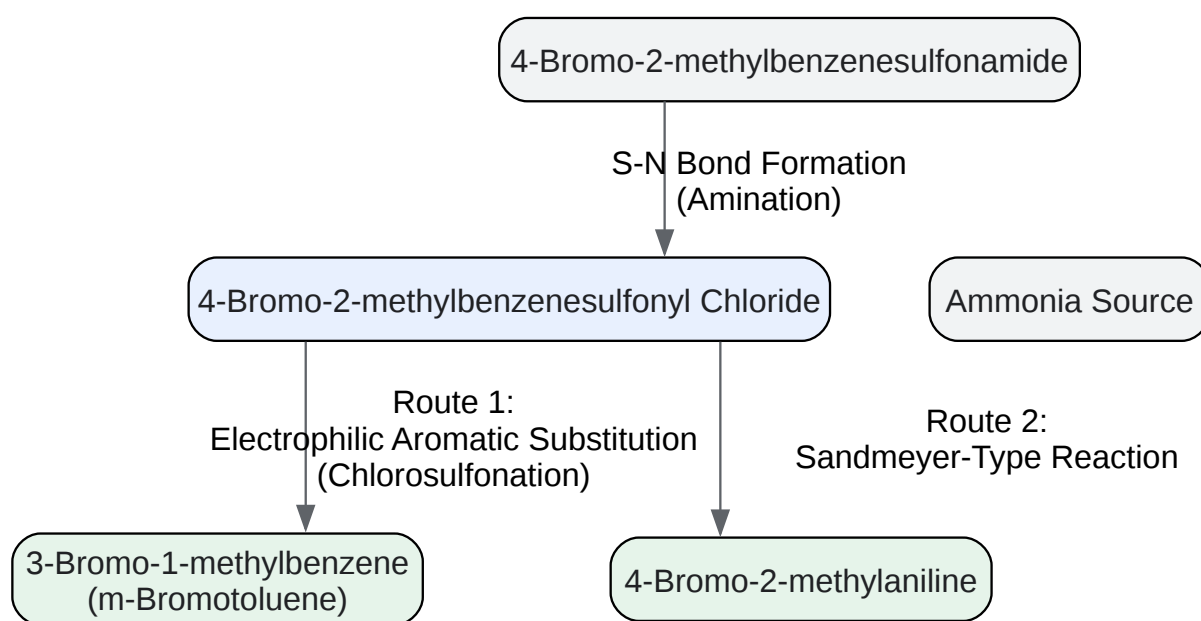 4-Bromo-2-methylbenzenesulfonamide
S-N Bond Formation
(Amination)
4-Bromo-2-methylbenzenesulfonyl Chloride
Ammonia Source
Route 1:
Electrophilic Aromatic Substitution
(Chlorosulfonation)
Route 2:
Sandmeyer-Type Reaction
3-Bromo-1-methylbenzene
(m-Bromotoluene)
4-Bromo-2-methylaniline